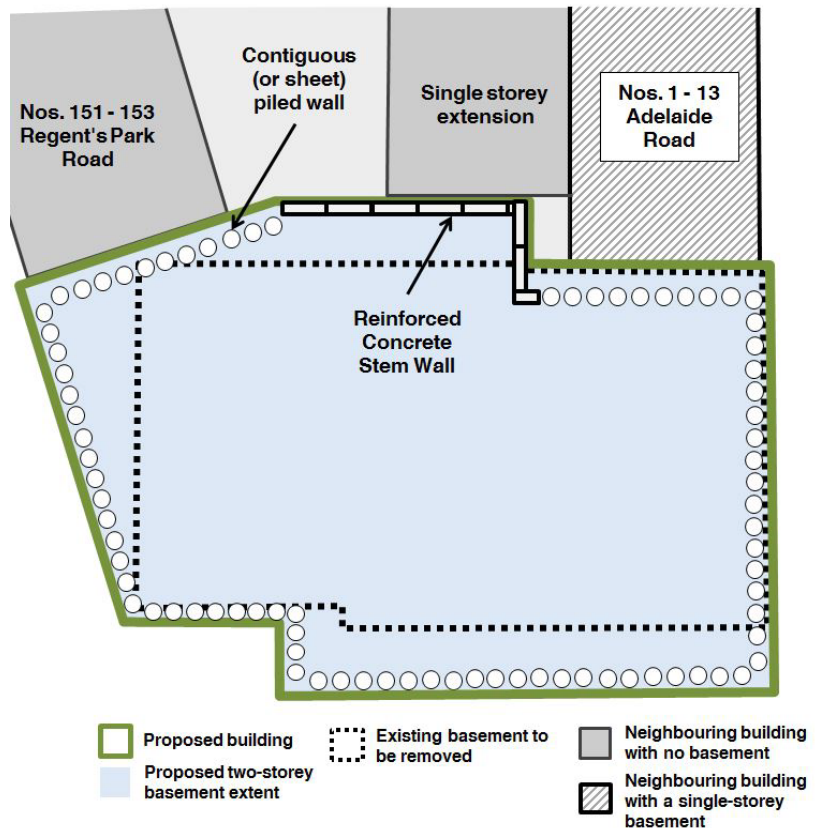 Contiguous
(or sheet)
piled wall
Nos. 151 - 153
Regent's Park
Road
Single storey
extension
Nos. 1 - 13
Adelaide
Road
Reinforced
Concrete
Stem Wall
Proposed building
Proposed two-storey
basement extent
Existing basement to
be removed
Neighbouring building
with no basement
Neighbouring building
with a single-storey
basement